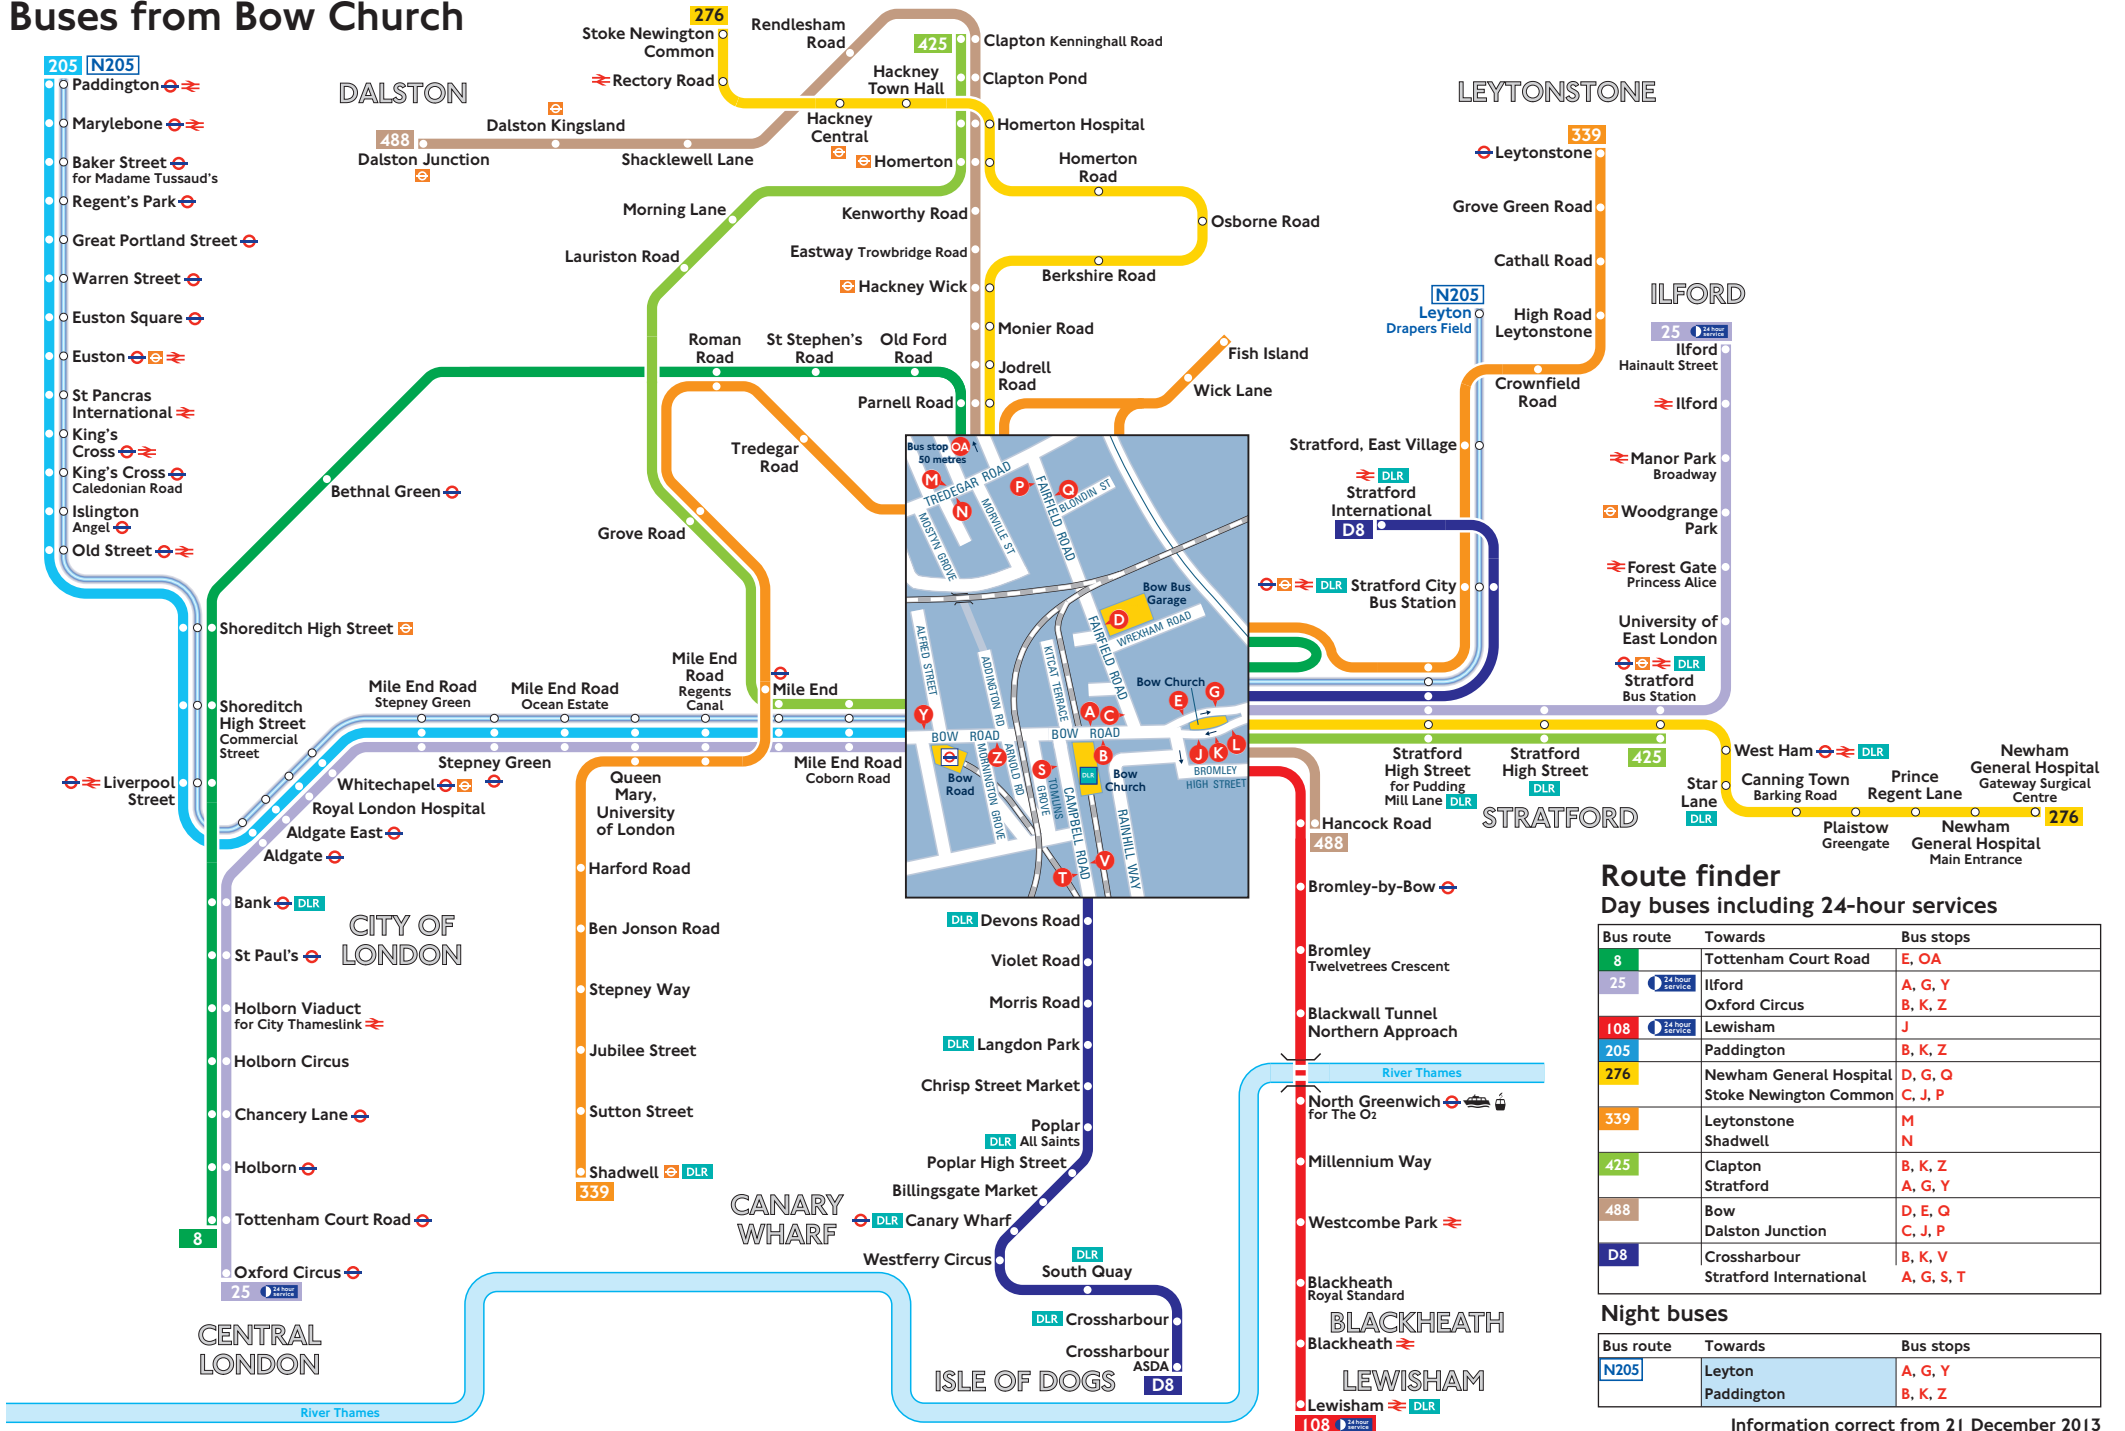 Buses from Bow Church
205 N205
Paddington
Marylebone
Baker Street
for Madame Tussaud's
Regent's Park
Great Portland Street
Warren Street
Euston Square
Euston
St Pancras
International
King's
Cross
King's Cross
Caledonian Road
Islington
Angel
Old Street
Shoreditch High Street
Shoreditch
High Street
Commercial
Street
Liverpool
Street
DALSTON
488
Dalston Junction
Dalston Kingsland
Shacklewell Lane
Rendlesham
Road
276
Stoke Newington
Common
Rectory Road
Hackney
Town Hall
Hackney
Central
425
Clapton Kenninghall Road
Clapton Pond
Homerton Hospital
Homerton
Homerton
Road
Osborne Road
Berkshire Road
Morning Lane
Lauriston Road
Kenworthy Road
Eastway Trowbridge Road
Hackney Wick
Monier Road
Jodrell
Road
Parnell Road
Roman
Road
St Stephen's
Road
Old Ford
Road
Fish Island
Wick Lane
Tredegar
Road
Bethnal Green
Grove Road
Mile End Road
Stepney Green
Mile End Road
Ocean Estate
Mile End
Road
Regents
Canal
Mile End
Stepney Green
Whitechapel
Royal London Hospital
Aldgate East
Aldgate
Queen
Mary,
University
of London
Mile End Road
Coborn Road
Bank DLR
St Paul's
Holborn Viaduct
for City Thameslink
Holborn Circus
Chancery Lane
Holborn
Tottenham Court Road
8
Oxford Circus
25 24 hour service
CITY OF
LONDON
CENTRAL
LONDON
Harford Road
Ben Jonson Road
Stepney Way
Jubilee Street
Sutton Street
Shadwell DLR
339
River Thames
Bus stop OA
50 metres
M
N
P
Q
TREDEGAR ROAD
MOSTYN GROVE
MORVILLE ST
FAIRFIELD ROAD
BLONDIN ST
Bow Bus
Garage
D
WREXHAM ROAD
FAIRFIELD ROAD
ALFRED STREET
ADDINGTON RD
KITCAT TERRACE
Bow Church
E
G
A
C
Y
BOW ROAD
BOW ROAD
Z
B
S
J
K
L
BROMLEY
HIGH STREET
Bow
Road
MORNINGTON GROVE
ARNOLD RD
TOMLINS
GROVE
DLR
Bow
Church
CAMPBELL ROAD
RAINHILL WAY
V
T
LEYTONSTONE
339
Leytonstone
Grove Green Road
Cathall Road
High Road
Leytonstone
Crownfield
Road
N205
Leyton
Drapers Field
Stratford, East Village
DLR
Stratford
International
D8
DLR Stratford City
Bus Station
ILFORD
25 24 hour service
Ilford
Hainault Street
Ilford
Manor Park
Broadway
Woodgrange
Park
Forest Gate
Princess Alice
University of
East London
DLR
Stratford
Bus Station
Stratford
High Street
for Pudding
Mill Lane DLR
Stratford
High Street
DLR
425
STRATFORD
West Ham DLR
Star
Lane
DLR
Canning Town
Barking Road
Plaistow
Greengate
Prince
Regent Lane
Newham
General Hospital
Main Entrance
Newham
General Hospital
Gateway Surgical
Centre
276
Hancock Road
488
Bromley-by-Bow
Bromley
Twelvetrees Crescent
Blackwall Tunnel
Northern Approach
River Thames
North Greenwich
for The O2
Millennium Way
Westcombe Park
Blackheath
Royal Standard
BLACKHEATH
Blackheath
LEWISHAM
Lewisham DLR
108 24 hour service
DLR Devons Road
Violet Road
Morris Road
DLR Langdon Park
Chrisp Street Market
Poplar
DLR All Saints
Poplar High Street
Billingsgate Market
DLR Canary Wharf
CANARY
WHARF
Westferry Circus
DLR
South Quay
DLR Crossharbour
Crossharbour
ASDA
D8
ISLE OF DOGS
Route finder
Day buses including 24-hour services
Bus route Towards Bus stops
8 Tottenham Court Road E, OA
25 24 hour service Ilford A, G, Y
Oxford Circus B, K, Z
108 24 hour service Lewisham J
205 Paddington B, K, Z
276 Newham General Hospital D, G, Q
Stoke Newington Common C, J, P
339 Leytonstone M
Shadwell N
425 Clapton B, K, Z
Stratford A, G, Y
488 Bow D, E, Q
Dalston Junction C, J, P
D8 Crossharbour B, K, V
Stratford International A, G, S, T
Night buses
Bus route Towards Bus stops
N205 Leyton A, G, Y
Paddington B, K, Z
Information correct from 21 December 2013